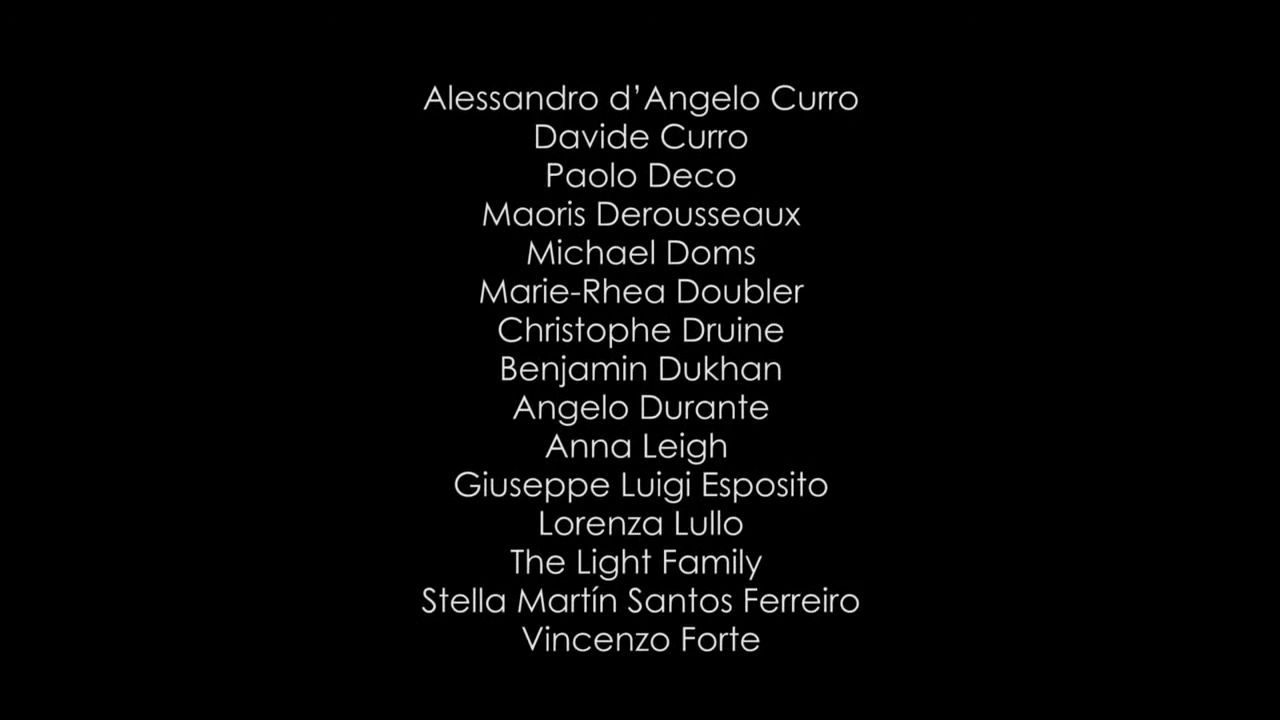 Alessandro d’Angelo Curro
Davide Curro
Paolo Deco
Maoris Derousseaux
Michael Doms
Marie-Rhea Doubler
Christophe Druine
Benjamin Dukhan
Angelo Durante
Anna Leigh
Giuseppe Luigi Esposito
Lorenza Lullo
The Light Family
Stella Martín Santos Ferreiro
Vincenzo Forte